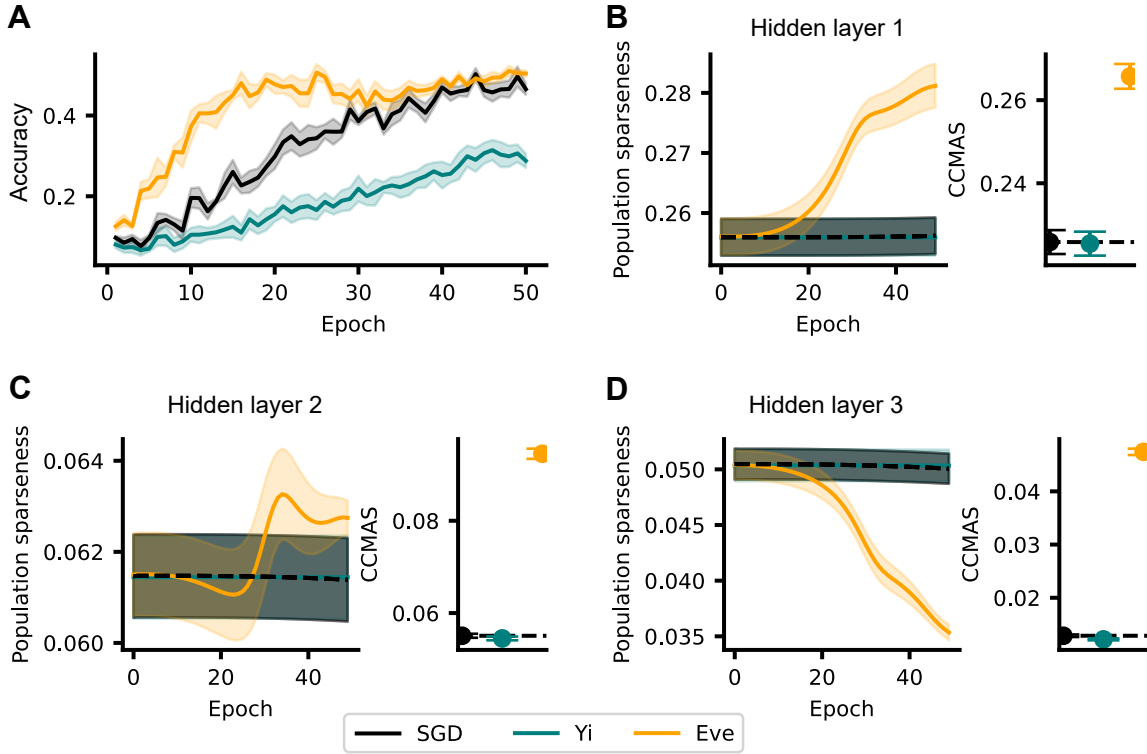 A
Accuracy
0.4
0.2
0
10
20
30
40
50
Epoch
B
Hidden layer 1
Population sparseness
0.28
0.27
0.26
0
20
40
Epoch
CCMAS
0.26
0.24
C
Hidden layer 2
Population sparseness
0.064
0.062
0.060
0
20
40
Epoch
CCMAS
0.08
0.06
D
Hidden layer 3
Population sparseness
0.050
0.045
0.040
0.035
0
20
40
Epoch
CCMAS
0.04
0.03
0.02
SGD Yi Eve